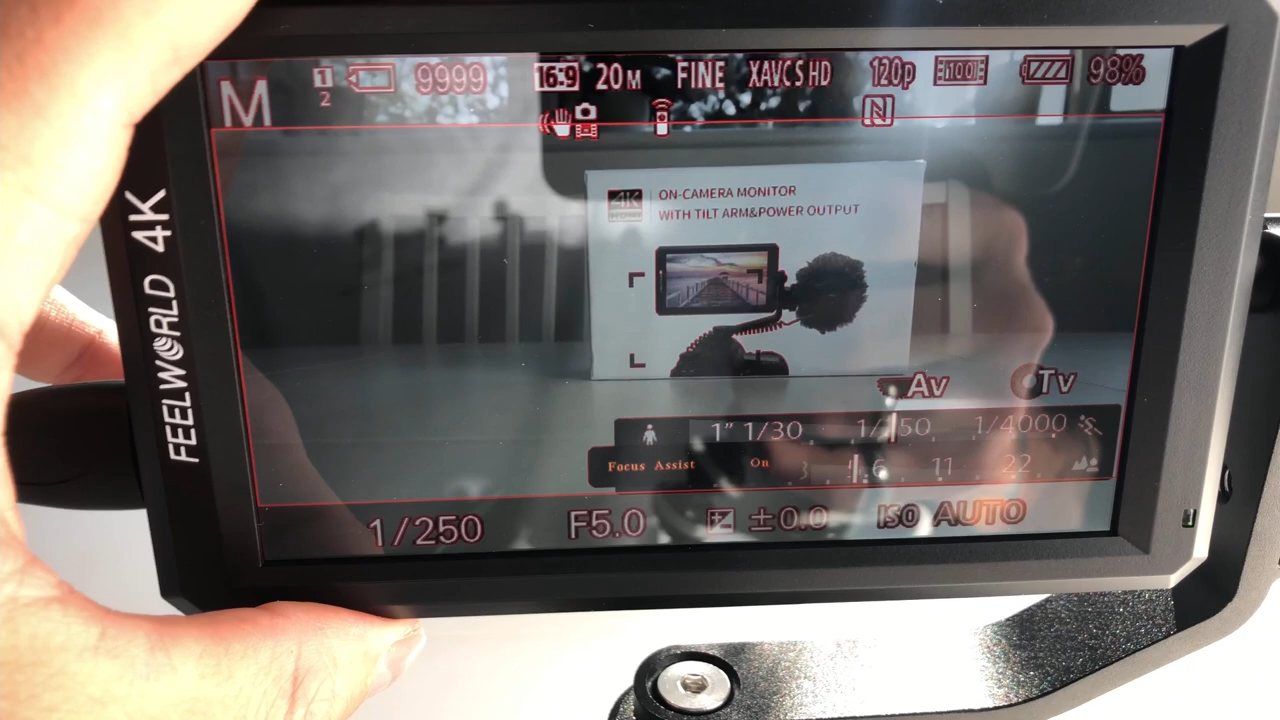 M
1
2
9999
16:9
20M
FINE
XAVC S HD
120p
100
98%
N
4K
ON-CAMERA MONITOR
WITH TILT ARM&POWER OUTPUT
FEELWORLD 4K
Av
Tv
1" 1/30 1/4000
Focus Assist On
11 22
1/250
F5.0
±0.0
ISO AUTO